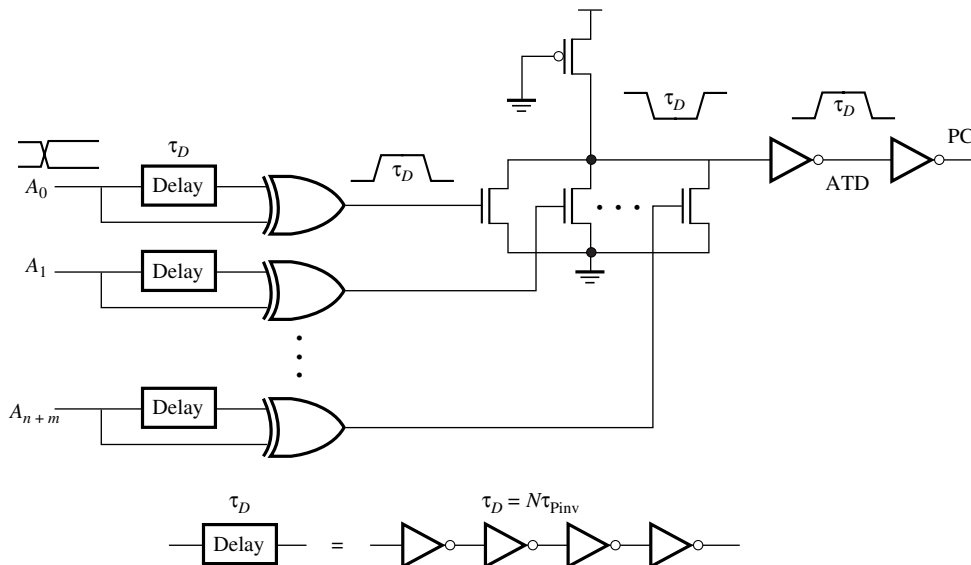 τD
τD
τD
PC
A0
Delay
τD
ATD
A1
Delay
An + m
Delay
τD
τD = NτPinv
Delay
=